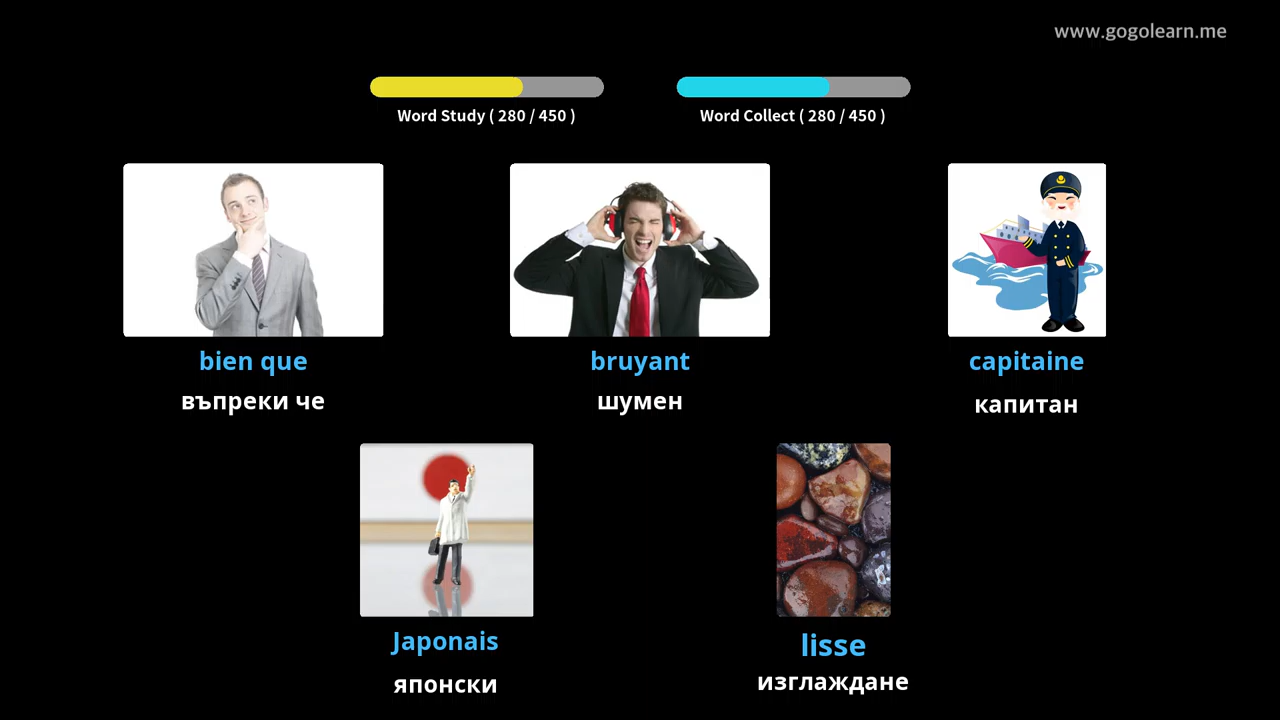 www.gogolearn.me
Word Study ( 280 / 450 )
Word Collect ( 280 / 450 )
bien que
bruyant
capitaine
въпреки че
шумен
капитан
Japonais
lisse
японски
изглаждане